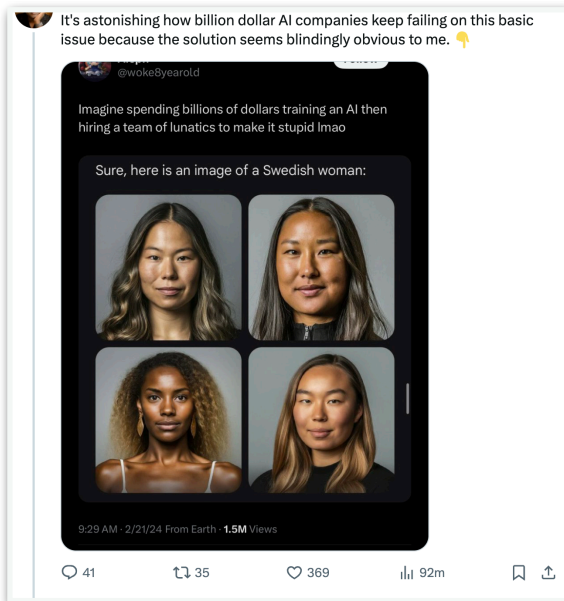 It's astonishing how billion dollar AI companies keep failing on this basic
issue because the solution seems blindingly obvious to me. 👇
@woke8yearold
Imagine spending billions of dollars training an AI then
hiring a team of lunatics to make it stupid lmao
Sure, here is an image of a Swedish woman:
9:29 AM · 2/21/24 From Earth · 1.5M Views
41 35 369 92m